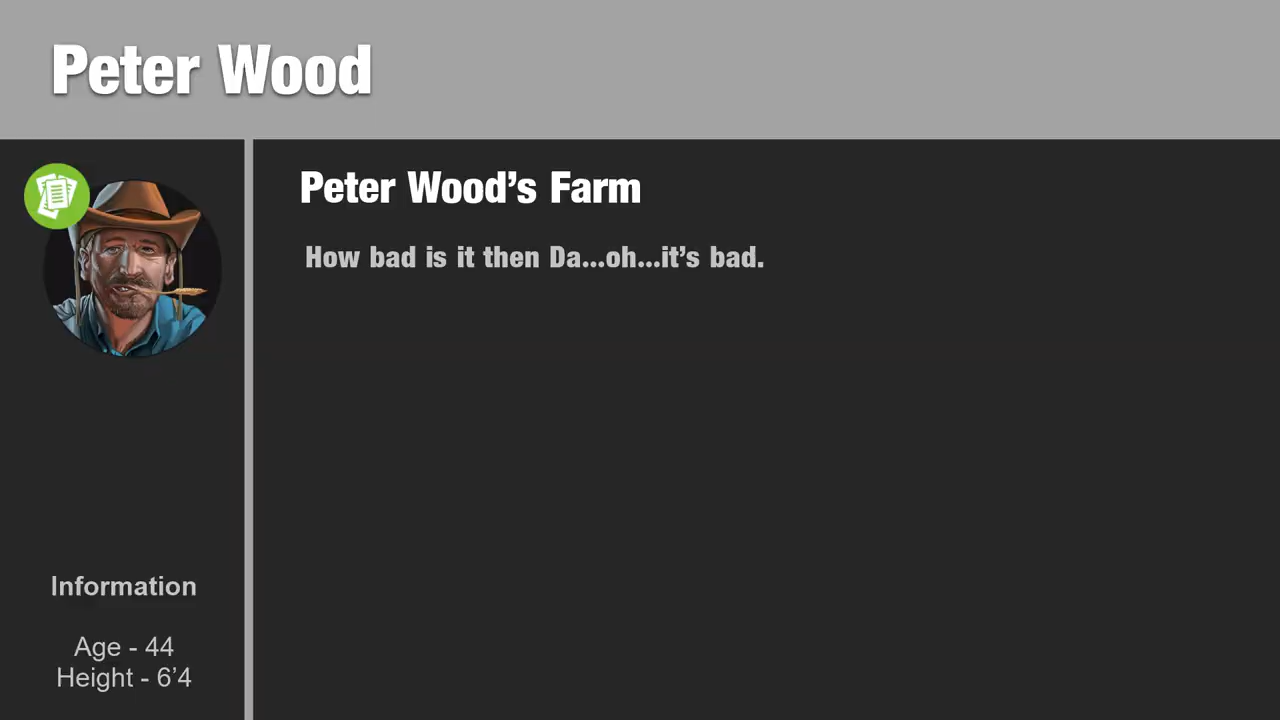 Peter Wood
Peter Wood’s Farm
How bad is it then Da...oh...it’s bad.
Information
Age - 44
Height - 6’4